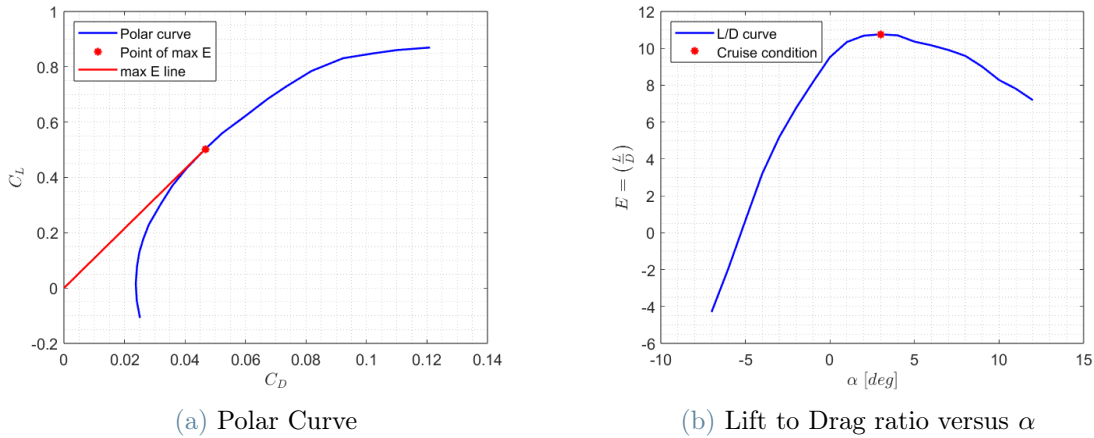 Polar curve
Point of max E
max E line
1
0.8
0.6
0.4
0.2
0
-0.2
0 0.02 0.04 0.06 0.08 0.1 0.12 0.14
C_L
C_D
(a) Polar Curve
L/D curve
Cruise condition
12
10
8
6
4
2
0
-2
-4
-6
-10 -5 0 5 10 15
E = (L/D)
α [deg]
(b) Lift to Drag ratio versus α